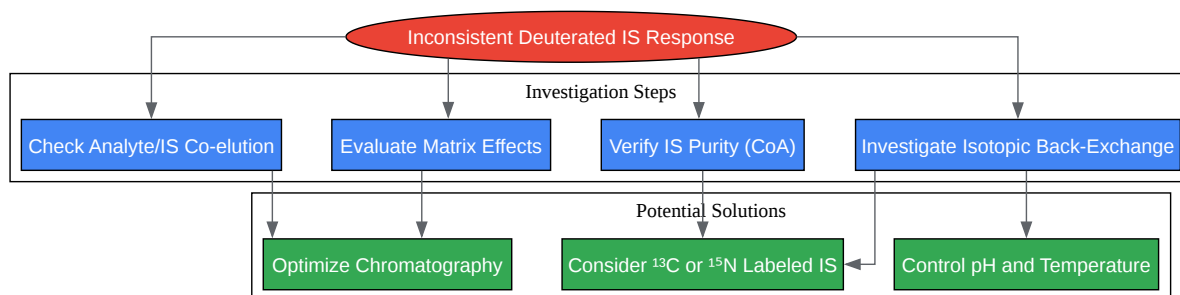 Inconsistent Deuterated IS Response
Investigation Steps
Check Analyte/IS Co-elution
Evaluate Matrix Effects
Verify IS Purity (CoA)
Investigate Isotopic Back-Exchange
Potential Solutions
Optimize Chromatography
Consider ¹³C or ¹⁵N Labeled IS
Control pH and Temperature